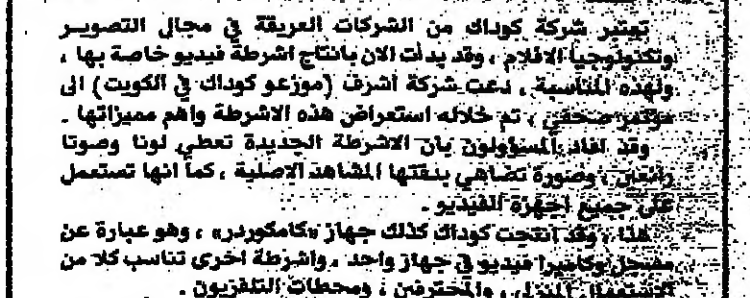 تعتبر شركة كوداك من الشركات العريقة في مجال التصوير
وتكنولوجيا الافلام ، وقد بدأت الان بانتاج اشرطة فيديو خاصة بها ،
ولهذه المناسبة ، دعت شركة أشرف (موزعو كوداك في الكويت) الى
مؤتمر صحفي ، تم خلاله استعراض هذه الاشرطة واهم مميزاتها .
وقد افاد المسؤولون بان الاشرطة الجديدة تعطي لونا وصوتا
رائعين ، وصورة تضاهي بنقتها المشاهد الاصلية ، كما انها تستعمل
على جميع اجهزة الفيديو .
هذا ، وقد انتجت كوداك كذلك جهاز «كامكوردر» ، وهو عبارة عن
مسجل وكاميرا فيديو في جهاز واحد ، واشرطة اخرى تناسب كلا من
الاستعمال المنزلي ، والمحترفين ، ومحطات التلفزيون .